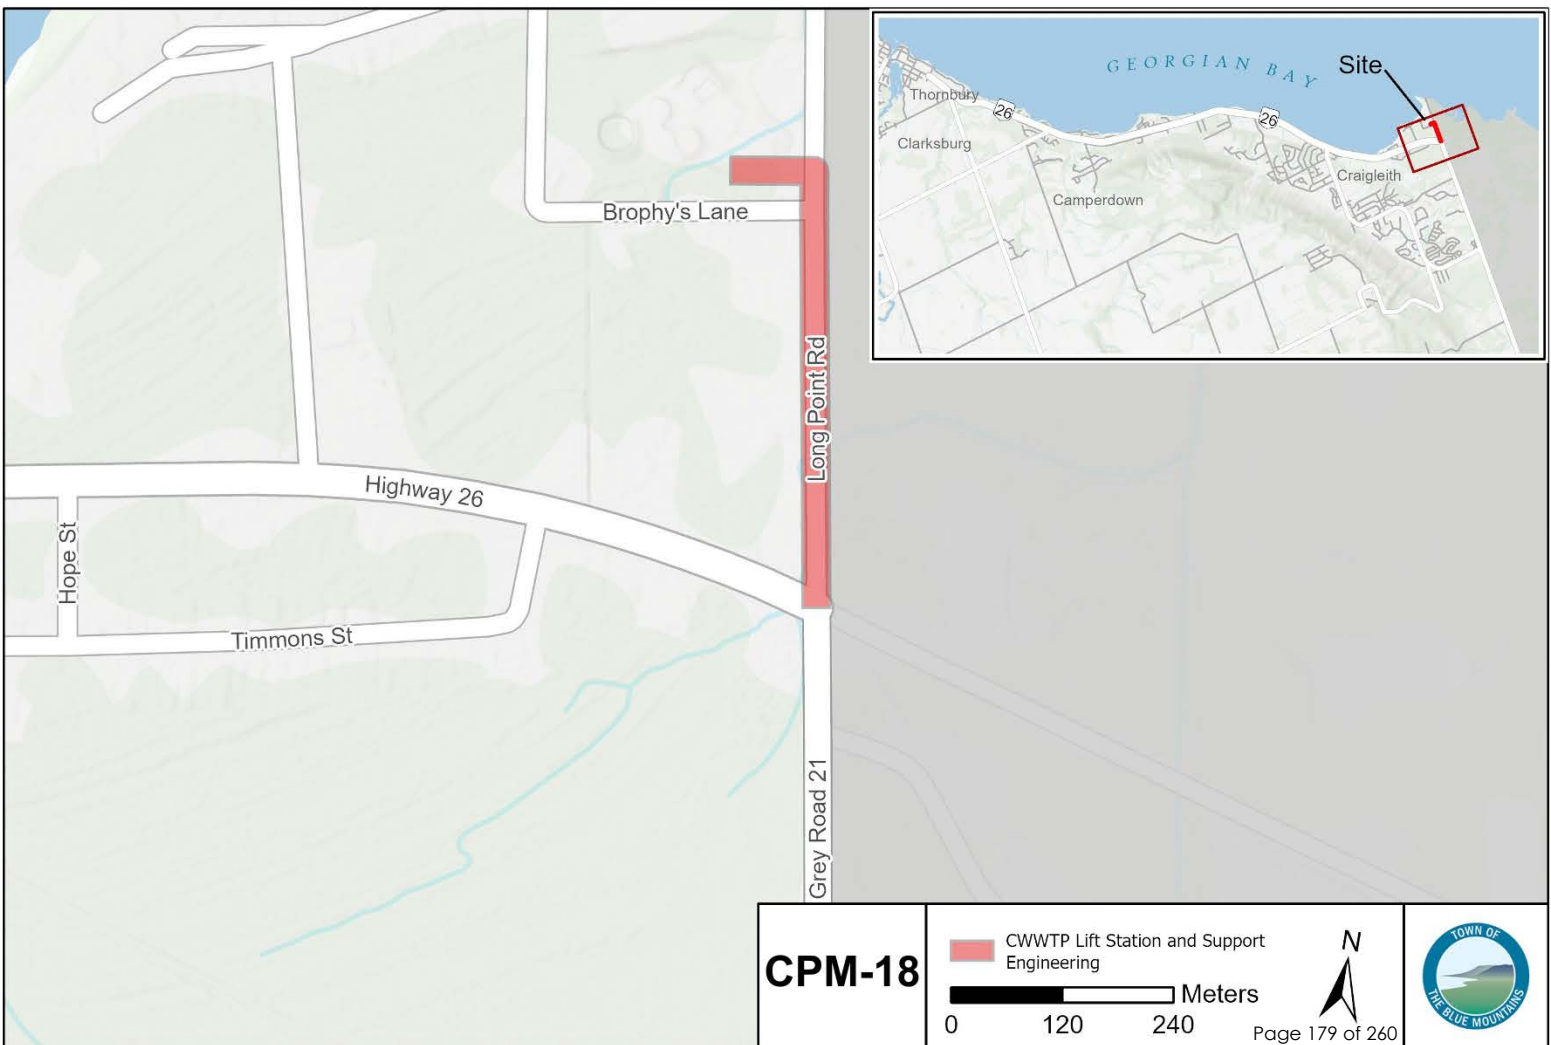 GEORGIAN BAY
Site
Thornbury
26
26
Clarksburg
Craigleith
Camperdown
Brophy's Lane
Long Point Rd
Highway 26
Hope St
Timmons St
Grey Road 21
CPM-18
CWWTP Lift Station and Support
Engineering
Meters
0 120 240
N
Page 179 of 260
TOWN OF
THE BLUE MOUNTAINS